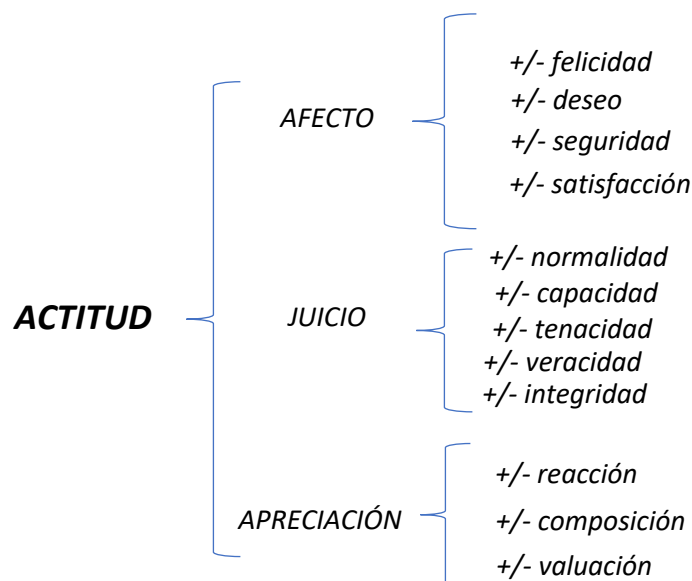 ACTITUD
AFECTO
+/- felicidad
+/- deseo
+/- seguridad
+/- satisfacción
JUICIO
+/- normalidad
+/- capacidad
+/- tenacidad
+/- veracidad
+/- integridad
APRECIACIÓN
+/- reacción
+/- composición
+/- valuación